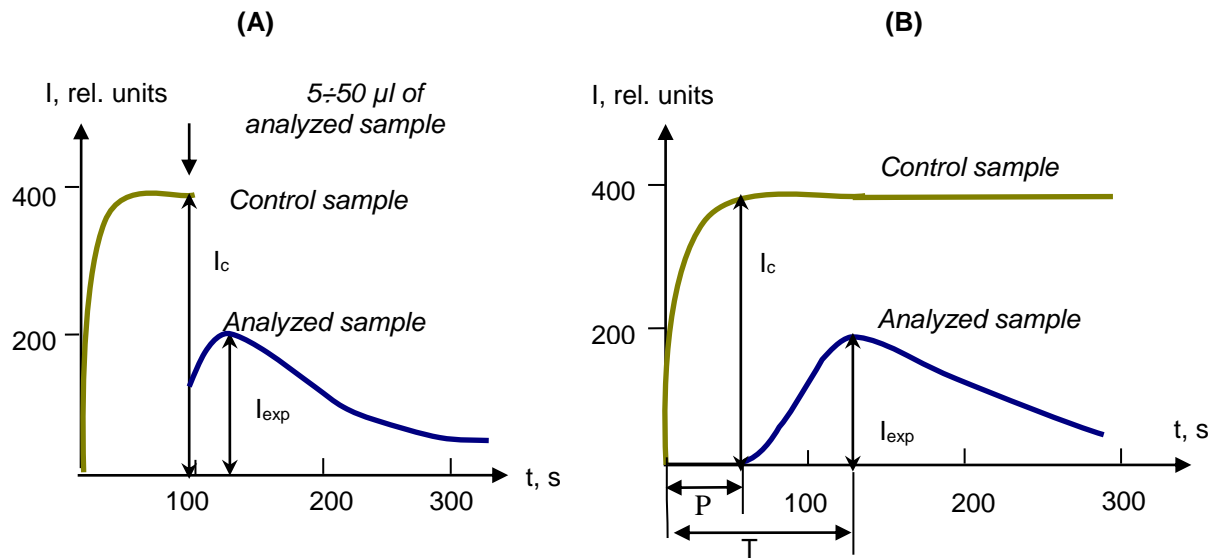 (A)
I, rel. units
5÷50 µl of
analyzed sample
400
Control sample
Ic
200
Analyzed sample
Iexp
t, s
100
200
300
(B)
I, rel. units
400
Control sample
Ic
200
Analyzed sample
Iexp
t, s
P
100
200
300
T